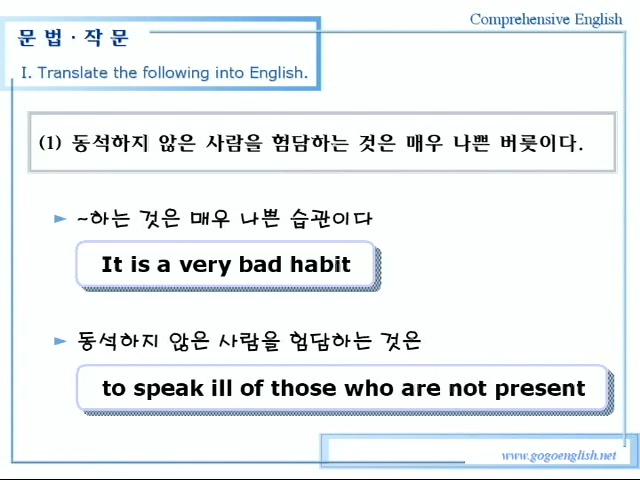 Comprehensive English
문 법 · 작 문
I. Translate the following into English.
(1) 동석하지 않은 사람을 험담하는 것은 매우 나쁜 버릇이다.
► ~하는 것은 매우 나쁜 습관이다
It is a very bad habit
► 동석하지 않은 사람을 험담하는 것은
to speak ill of those who are not present
www.gogoenglish.net